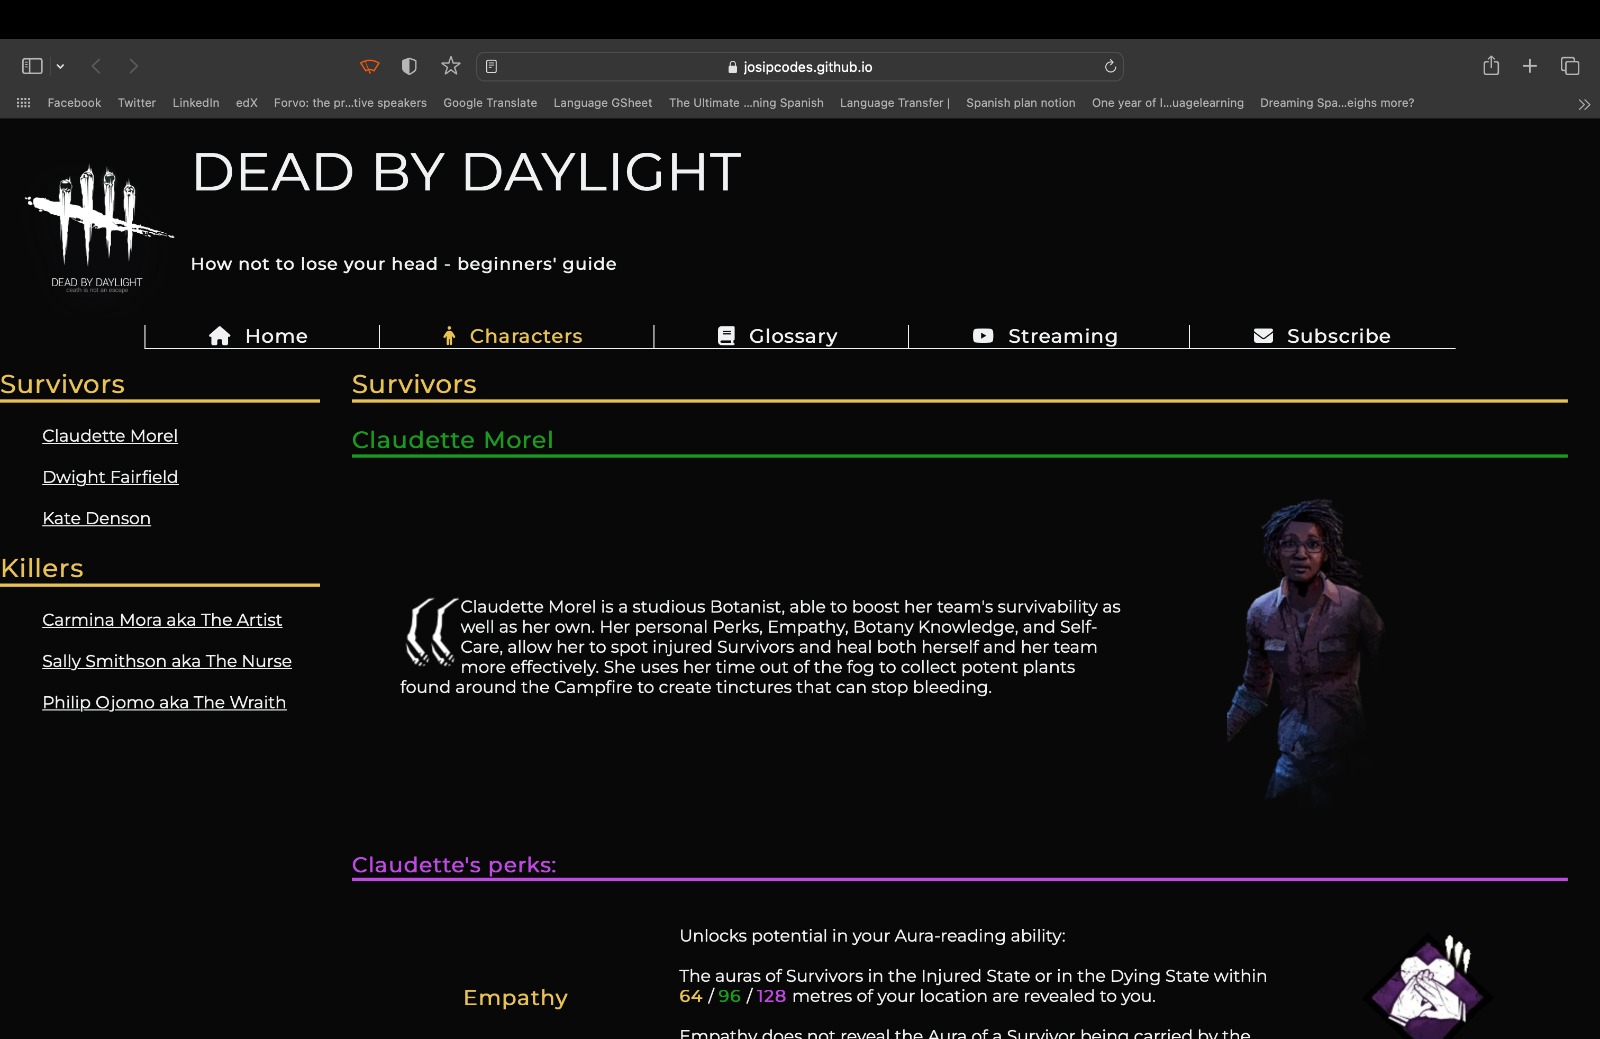 josipcodes.github.io
Facebook
Twitter
LinkedIn
edX
Forvo: the pr...tive speakers
Google Translate
Language GSheet
The Ultimate ...ning Spanish
Language Transfer |
Spanish plan notion
One year of l...uagelearning
Dreaming Spa...eighs more?
DEAD BY DAYLIGHT
DEAD BY DAYLIGHT
death is not an escape
How not to lose your head - beginners' guide
Home
Characters
Glossary
Streaming
Subscribe
Survivors
Claudette Morel
Dwight Fairfield
Kate Denson
Killers
Carmina Mora aka The Artist
Sally Smithson aka The Nurse
Philip Ojomo aka The Wraith
Survivors
Claudette Morel
Claudette Morel is a studious Botanist, able to boost her team's survivability as
well as her own. Her personal Perks, Empathy, Botany Knowledge, and Self-
Care, allow her to spot injured Survivors and heal both herself and her team
more effectively. She uses her time out of the fog to collect potent plants
found around the Campfire to create tinctures that can stop bleeding.
Claudette's perks:
Empathy
Unlocks potential in your Aura-reading ability:
The auras of Survivors in the Injured State or in the Dying State within
64 / 96 / 128 metres of your location are revealed to you.
Empathy does not reveal the Aura of a Survivor being carried by the